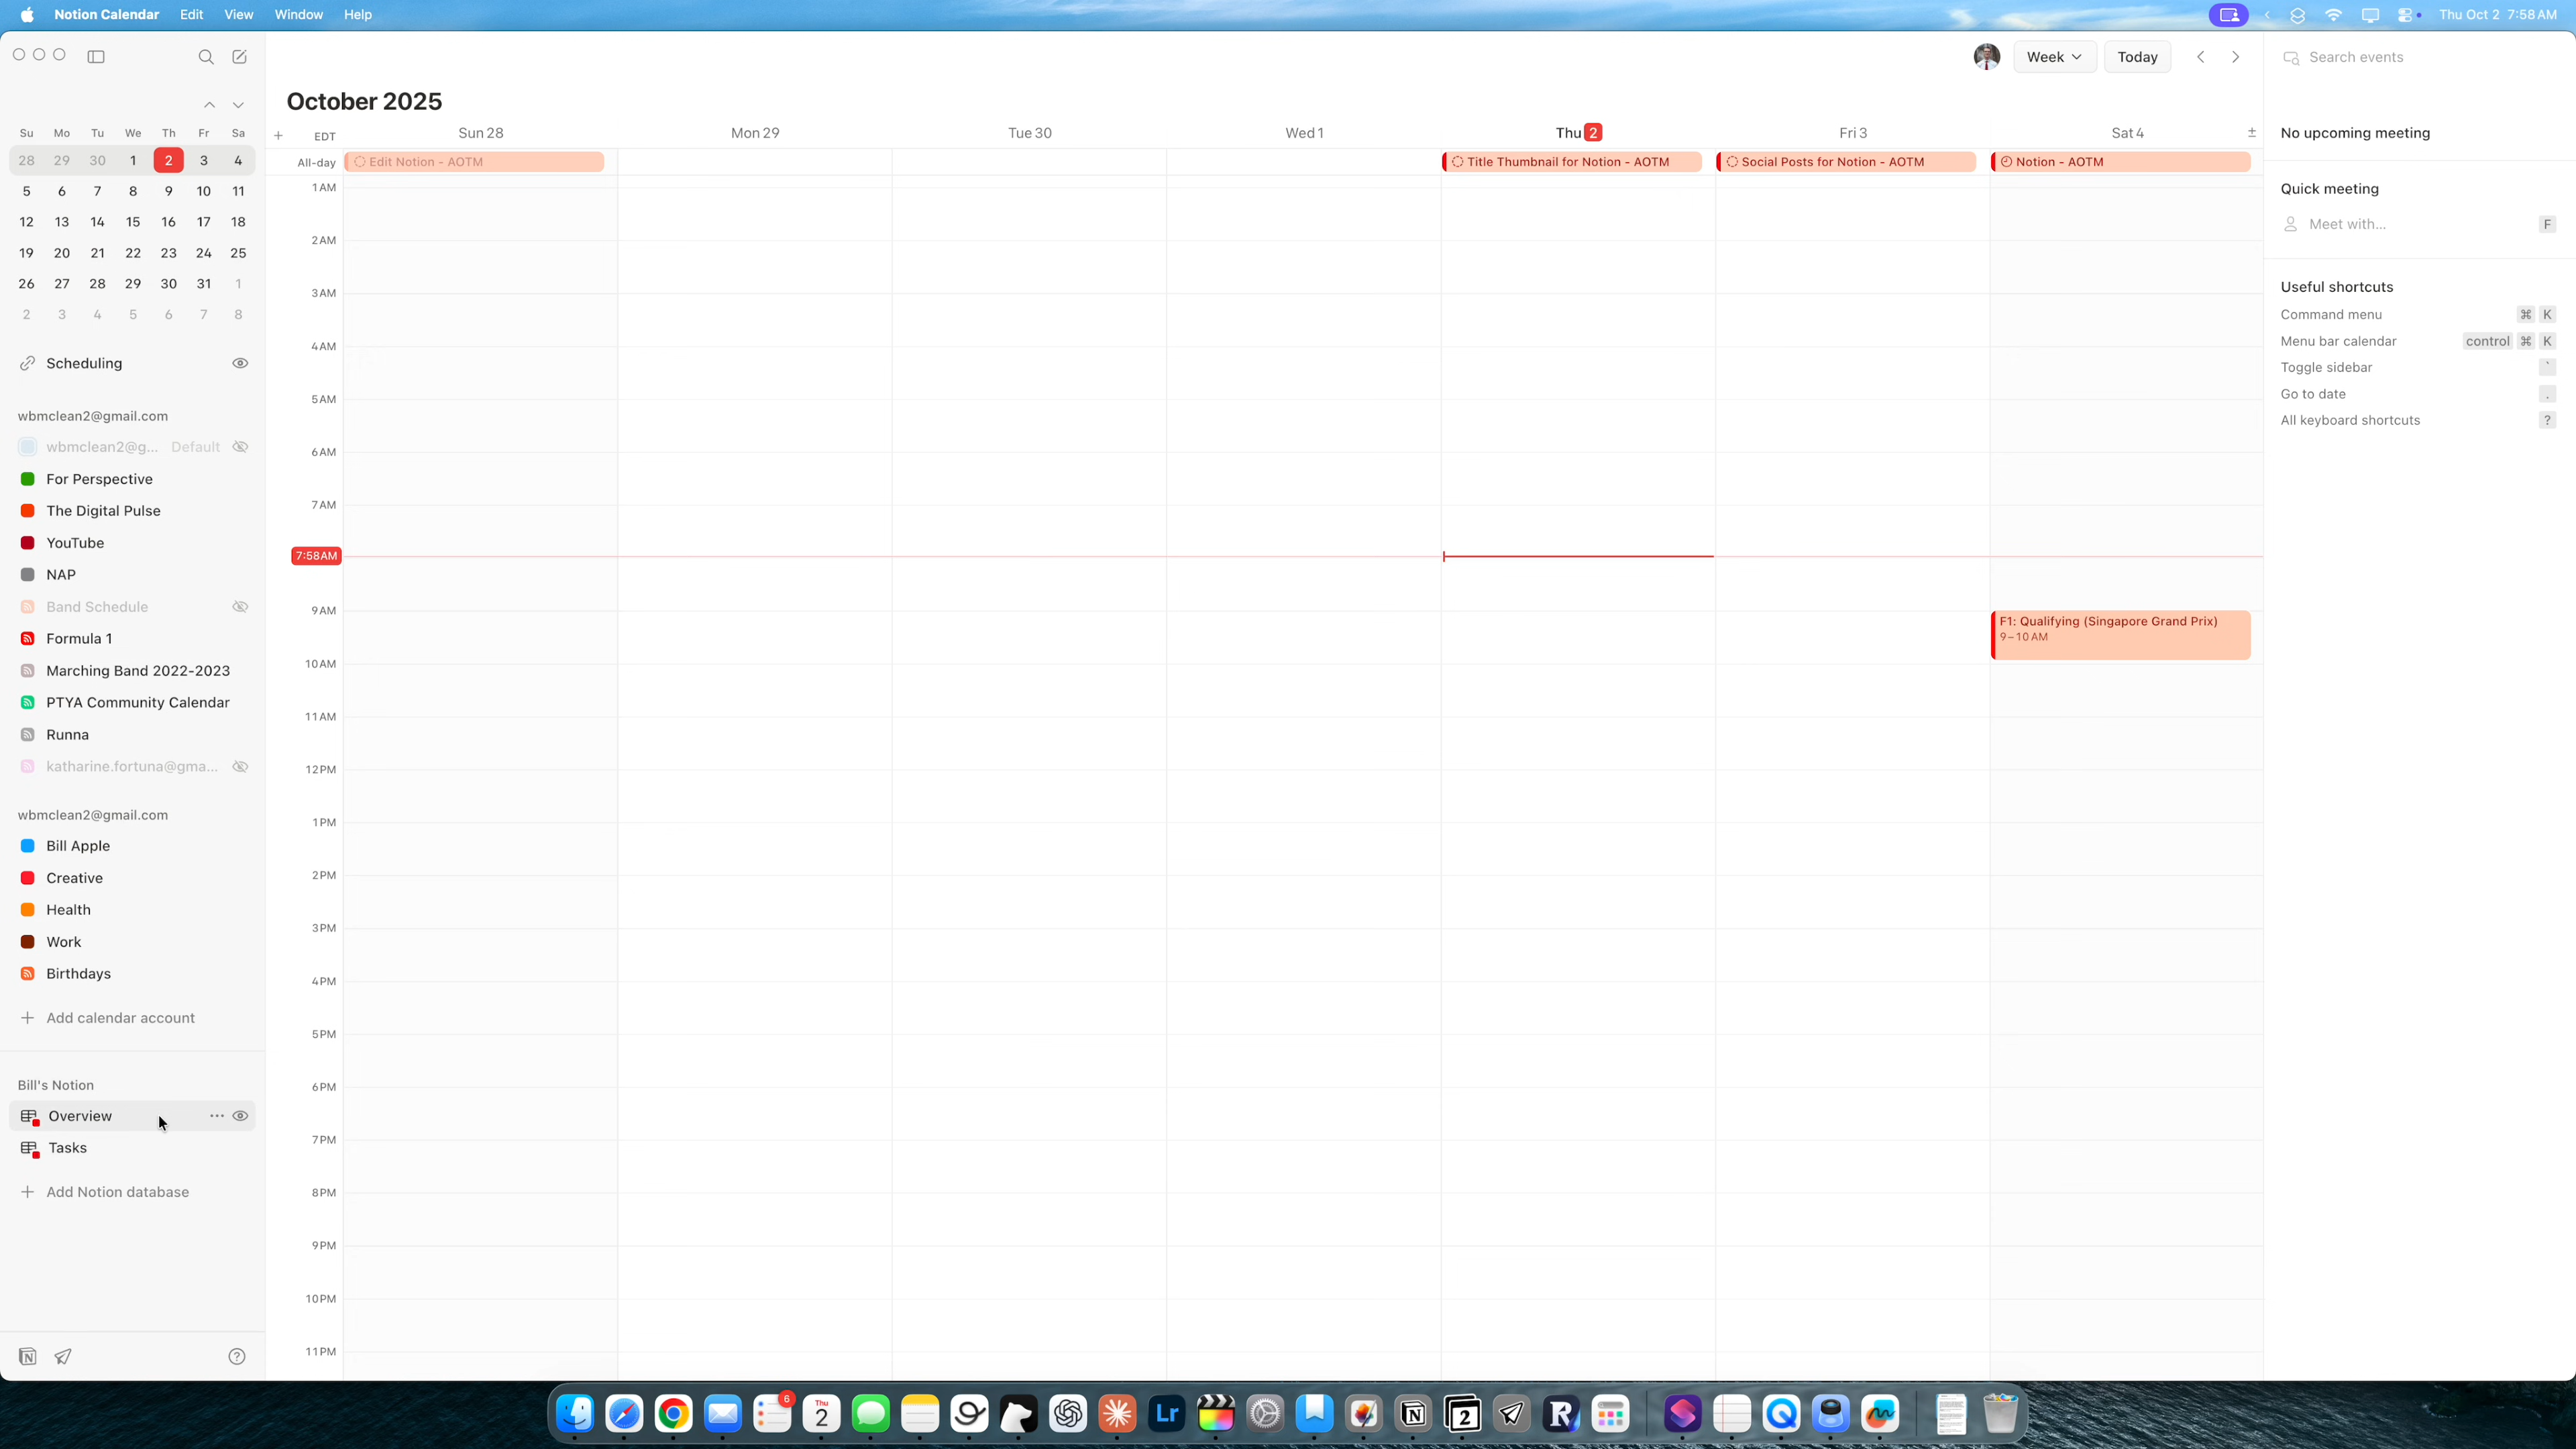 Notion Calendar Edit View Window Help
Thu Oct 2 7:58 AM
Week Today
Search events
October 2025
Su Mo Tu We Th Fr Sa
28 29 30 1 2 3 4
5 6 7 8 9 10 11
12 13 14 15 16 17 18
19 20 21 22 23 24 25
26 27 28 29 30 31 1
2 3 4 5 6 7 8
Scheduling
wbmclean2@gmail.com
wbmclean2@g... Default
For Perspective
The Digital Pulse
YouTube
NAP
Band Schedule
Formula 1
Marching Band 2022-2023
PTYA Community Calendar
Runna
katharine.fortuna@gma...
wbmclean2@gmail.com
Bill Apple
Creative
Health
Work
Birthdays
+ Add calendar account
Bill's Notion
Overview
Tasks
+ Add Notion database
+ EDT Sun 28 Mon 29 Tue 30 Wed 1 Thu 2 Fri 3 Sat 4 ±
All-day Edit Notion - AOTM Title Thumbnail for Notion - AOTM Social Posts for Notion - AOTM Notion - AOTM
1 AM
2 AM
3 AM
4 AM
5 AM
6 AM
7 AM
7:58AM
9 AM
F1: Qualifying (Singapore Grand Prix)
9–10 AM
10 AM
11 AM
12 PM
1 PM
2 PM
3 PM
4 PM
5 PM
6 PM
7 PM
8 PM
9 PM
10 PM
11 PM
No upcoming meeting
Quick meeting
Meet with... F
Useful shortcuts
Command menu ⌘ K
Menu bar calendar control ⌘ K
Toggle sidebar `
Go to date .
All keyboard shortcuts ?
6
Thu
2
Lr
N
2
R